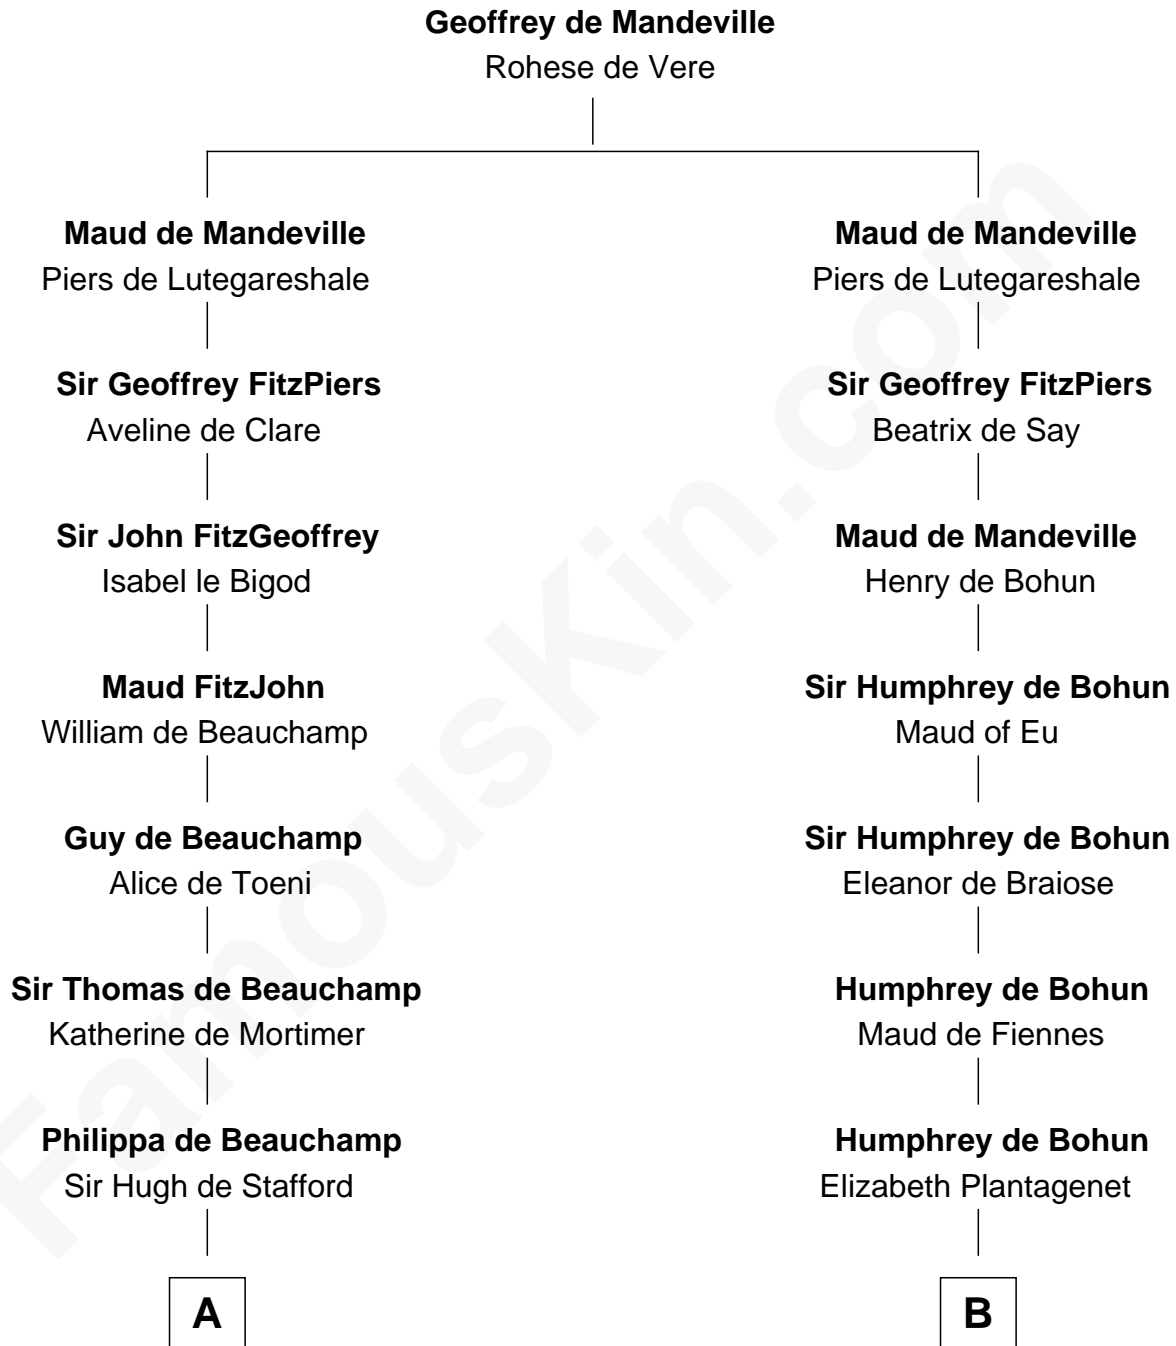 Geoffrey de Mandeville
Rohese de Vere
Maud de Mandeville
Piers de Lutegareshale
Sir Geoffrey FitzPiers
Aveline de Clare
Sir John FitzGeoffrey
Isabel le Bigod
Maud FitzJohn
William de Beauchamp
Guy de Beauchamp
Alice de Toeni
Sir Thomas de Beauchamp
Katherine de Mortimer
Philippa de Beauchamp
Sir Hugh de Stafford
A
Maud de Mandeville
Piers de Lutegareshale
Sir Geoffrey FitzPiers
Beatrix de Say
Maud de Mandeville
Henry de Bohun
Sir Humphrey de Bohun
Maud of Eu
Sir Humphrey de Bohun
Eleanor de Braiose
Humphrey de Bohun
Maud de Fiennes
Humphrey de Bohun
Elizabeth Plantagenet
B
FamousKin.com